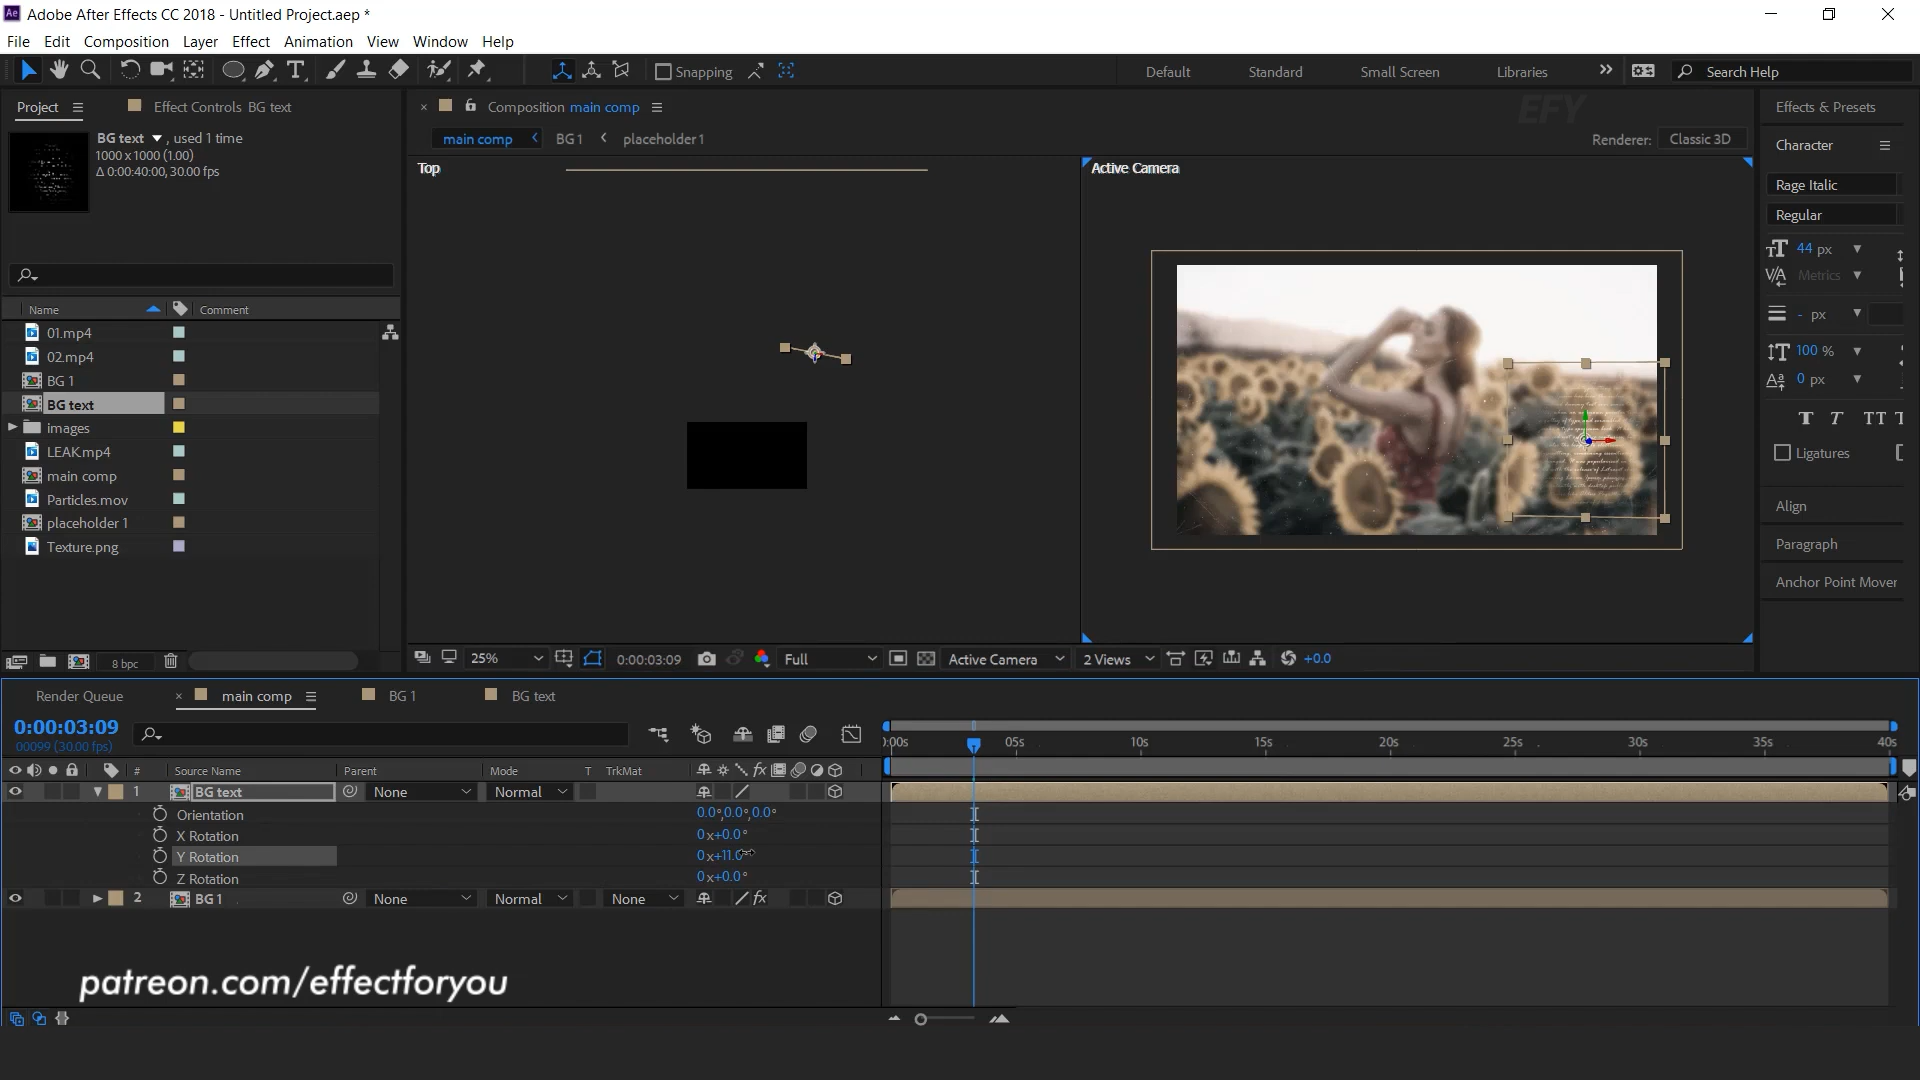 Ae Adobe After Effects CC 2018 - Untitled Project.aep *
File Edit Composition Layer Effect Animation View Window Help
Snapping
Default Standard Small Screen Libraries Search Help
Project Effect Controls BG text
Composition main comp
EFY
Effects & Presets
BG text , used 1 time
1000 x 1000 (1.00)
Δ 0:00:40:00, 30.00 fps
main comp BG 1 placeholder 1
Renderer: Classic 3D
Character
Top
Active Camera
Rage Italic
Regular
44 px
Metrics
- px
100 %
0 px
T T TT T
Ligatures
Align
Paragraph
Anchor Point Mover
Name Comment
01.mp4
02.mp4
BG 1
BG text
images
LEAK.mp4
main comp
Particles.mov
placeholder 1
Texture.png
8 bpc
25% 0:00:03:09 Full Active Camera 2 Views +0.0
Render Queue main comp BG 1 BG text
0:00:03:09
00099 (30.00 fps)
):00s 05s 10s 15s 20s 25s 30s 35s 40s
# Source Name Parent Mode T TrkMat
1 BG text None Normal
Orientation 0.0°,0.0°,0.0°
X Rotation 0x+0.0°
Y Rotation 0x+11.0
Z Rotation 0x+0.0°
2 BG 1 None Normal None
patreon.com/effectforyou